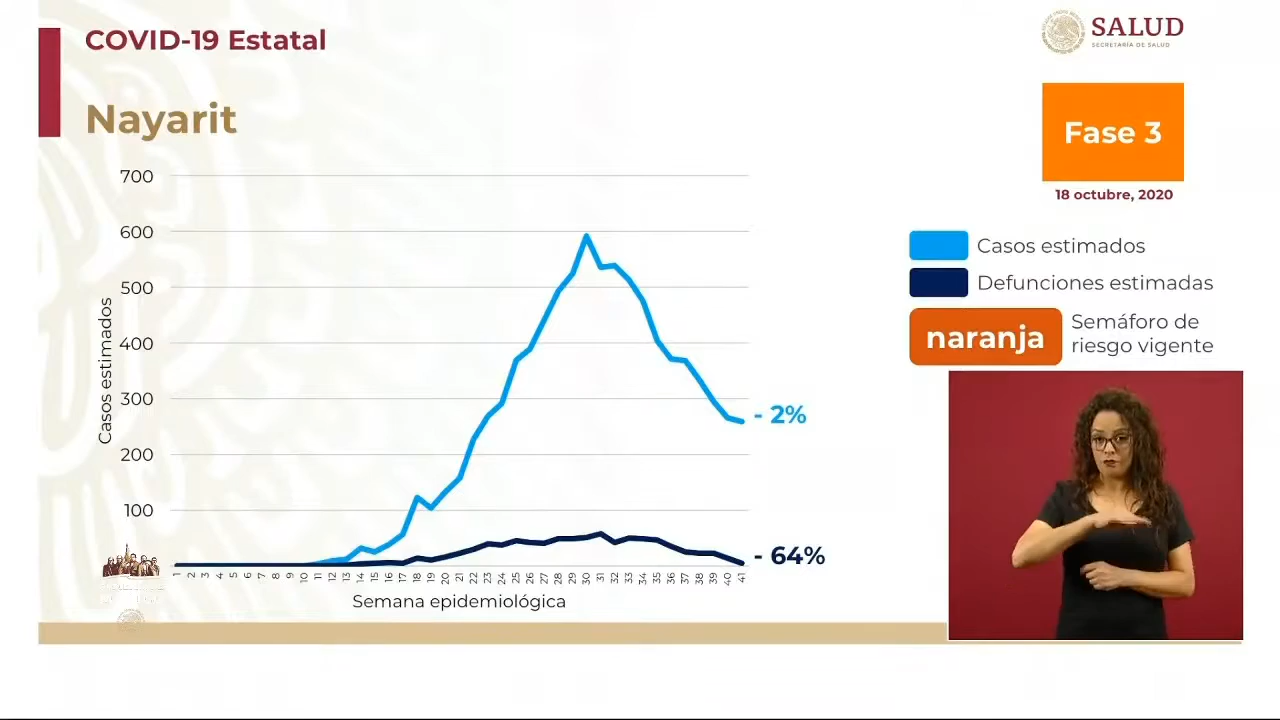 COVID-19 Estatal
SALUD
SECRETARÍA DE SALUD
Nayarit
Fase 3
18 octubre, 2020
700
600
500
400
300
200
100
Casos estimados
Casos estimados
Defunciones estimadas
naranja
Semáforo de
riesgo vigente
- 2%
- 64%
1 2 3 4 5 6 7 8 9 10 11 12 13 14 15 16 17 18 19 20 21 22 23 24 25 26 27 28 29 30 31 32 33 34 35 36 37 38 39 40 41
Semana epidemiológica